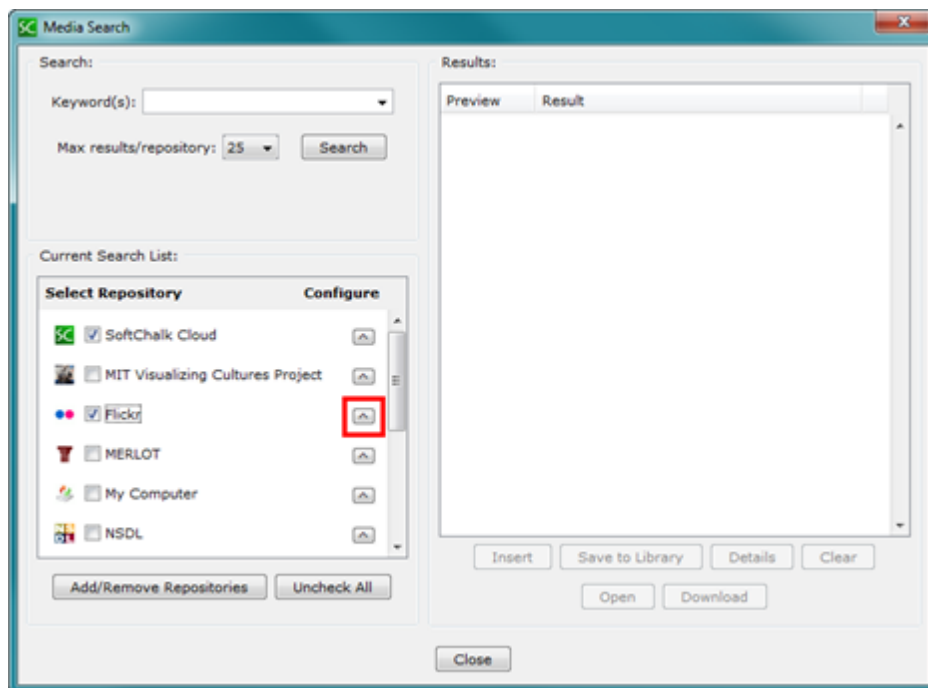 SC Media Search
Search:
Keyword(s):
Max results/repository: 25 Search
Current Search List:
Select Repository Configure
SC SoftChalk Cloud
MIT Visualizing Cultures Project
Flickr
MERLOT
My Computer
NSDL
Add/Remove Repositories Uncheck All
Results:
Preview Result
Insert Save to Library Details Clear
Open Download
Close